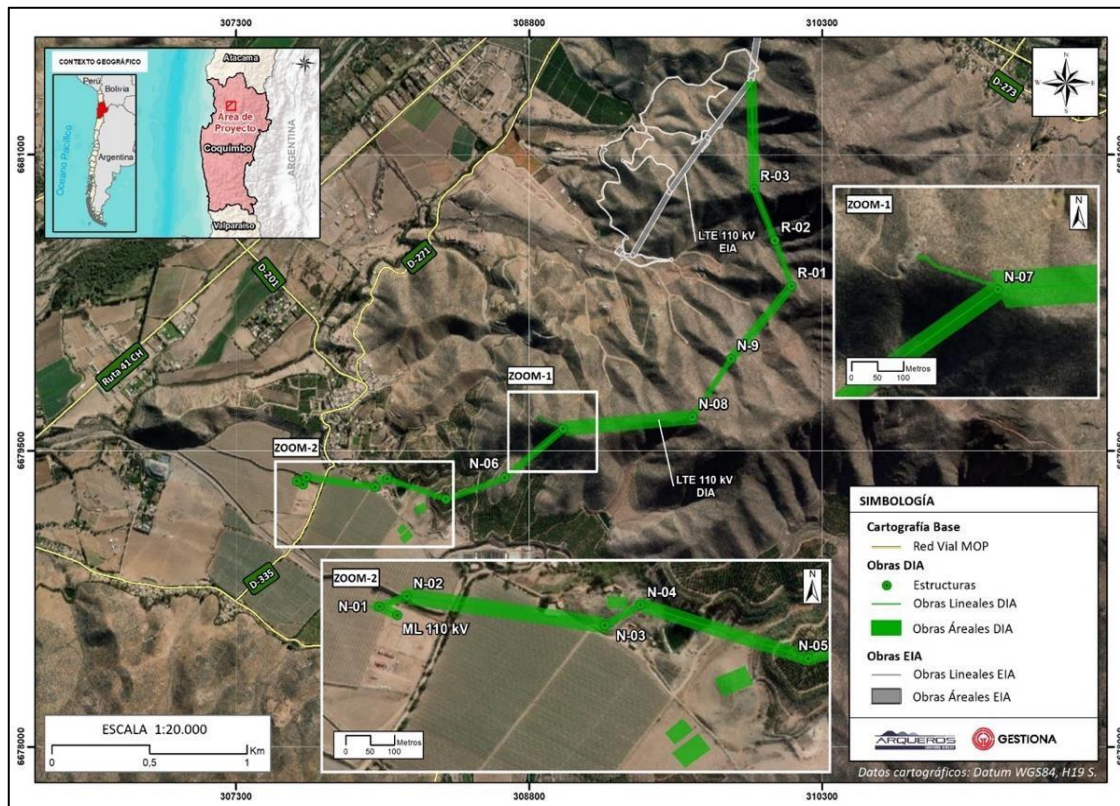 307300
308800
310300
CONTEXTO GEOGRÁFICO
Perú
Bolivia
Argentina
Océano Pacífico
Atacama
Área de
Proyecto
Coquimbo
ARGENTINA
Valparaíso
N
W
E
S
D-273
D-271
D-201
Ruta 41 CH
D-335
6679500
6678000
LTE 110 kV
EIA
R-03
R-02
R-01
N-9
N-08
LTE 110 kV
DIA
N-06
ZOOM-1
ZOOM-2
ZOOM-1
N
N-07
Metros
0 50 100
ZOOM-2
N
N-01
N-02
ML 110 kV
N-03
N-04
N-05
Metros
0 50 100
ESCALA 1:20.000
0 0,5 1
Km
SIMBOLOGÍA
Cartografía Base
Red Vial MOP
Obras DIA
Estructuras
Obras Lineales DIA
Obras Áreales DIA
Obras EIA
Obras Lineales EIA
Obras Áreales EIA
ARQUEROS
GESTIONA
Datos cartográficos: Datum WGS84, H19 S.
307300
308800
310300